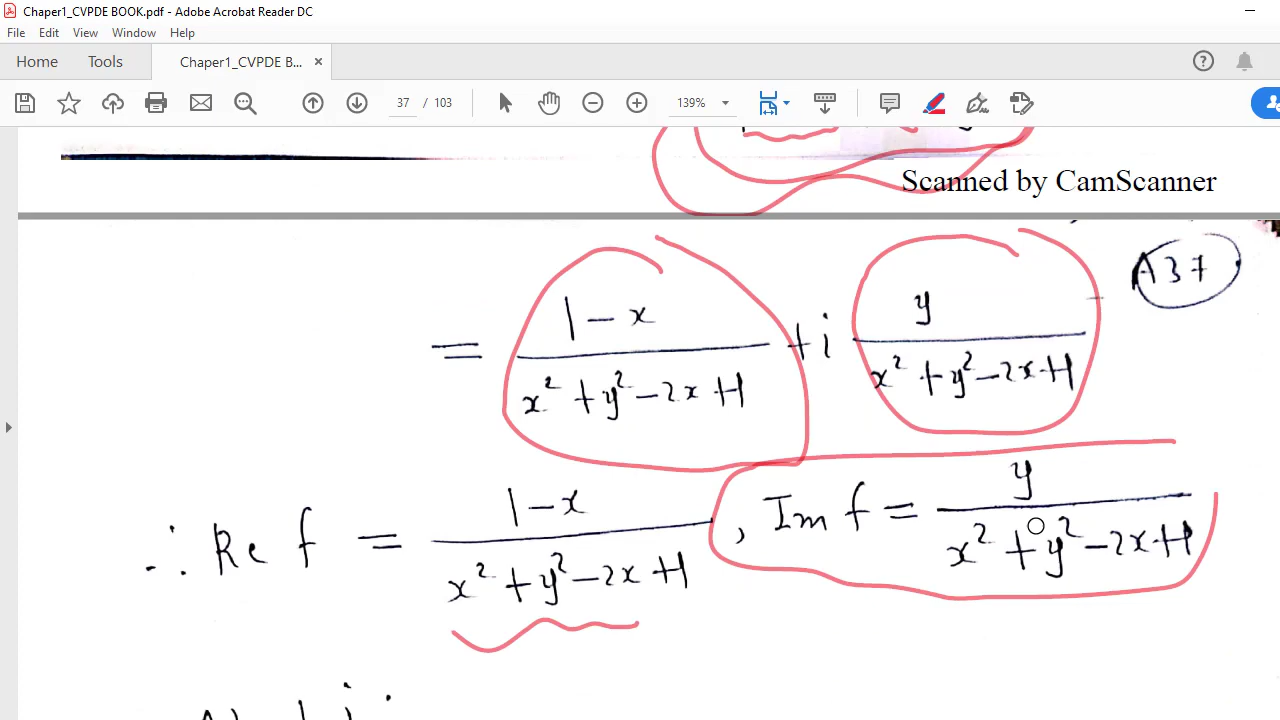 Chaper1_CVPDE BOOK.pdf - Adobe Acrobat Reader DC
File Edit View Window Help
Home Tools Chaper1_CVPDE B... ×
37 / 103 139%
Scanned by CamScanner
A37
= (1 - x) / (x² + y² - 2x + 1) + i y / (x² + y² - 2x + 1)
∴ Re f = (1 - x) / (x² + y² - 2x + 1), Im f = y / (x² + y² - 2x + 1)